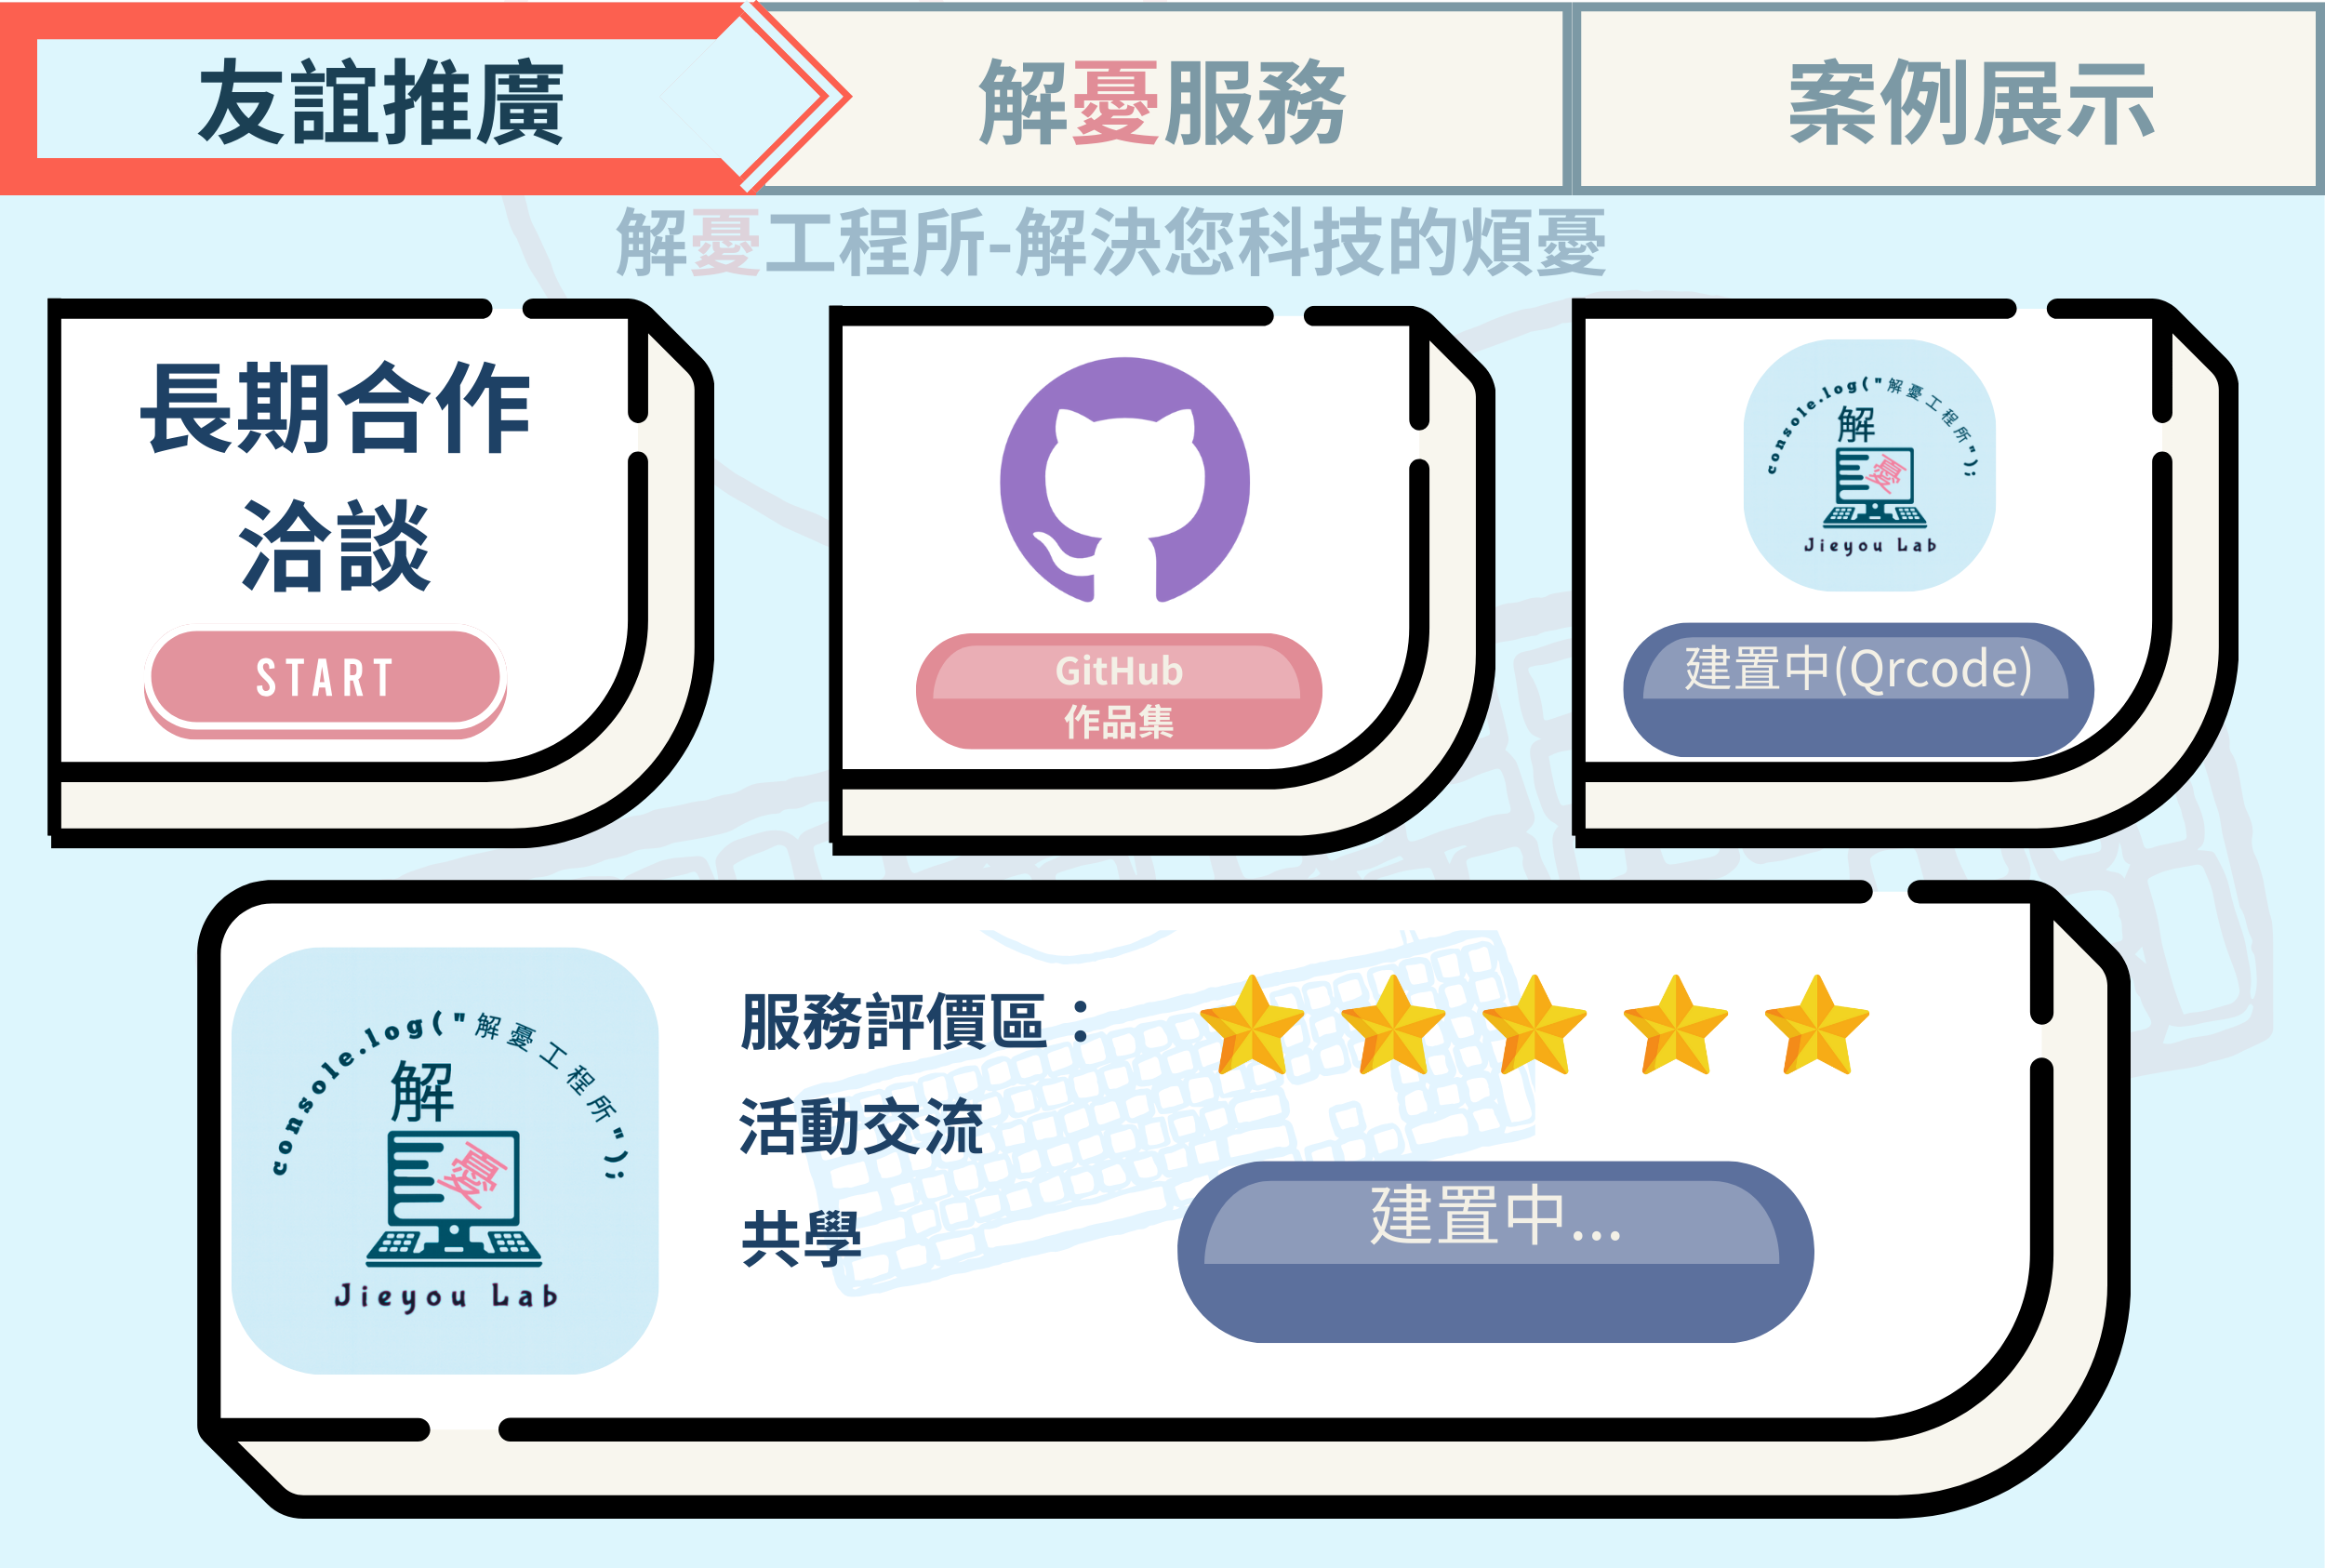 友誼推廣
解憂服務
案例展示
解憂工程所-解決您科技的煩憂
長期合作
洽談
START
GitHub
作品集
console.log("解憂工程所");
解
憂
Jieyou Lab
建置中(Qrcode)
console.log("解憂工程所");
解
憂
Jieyou Lab
服務評價區：
活動交流
共學
建置中...